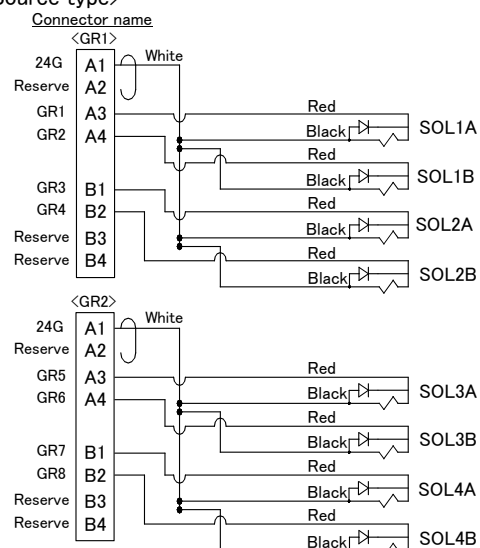 Source type>
Connector name
<GR1>
24G A1 White
Reserve A2
GR1 A3 Red
GR2 A4 Black SOL1A
Red
GR3 B1 Black SOL1B
GR4 B2 Red
Reserve B3 Black SOL2A
Reserve B4 Red
Black SOL2B
<GR2>
24G A1 White
Reserve A2
GR5 A3 Red
GR6 A4 Black SOL3A
Red
GR7 B1 Black SOL3B
GR8 B2 Red
Reserve B3 Black SOL4A
Reserve B4 Red
Black SOL4B